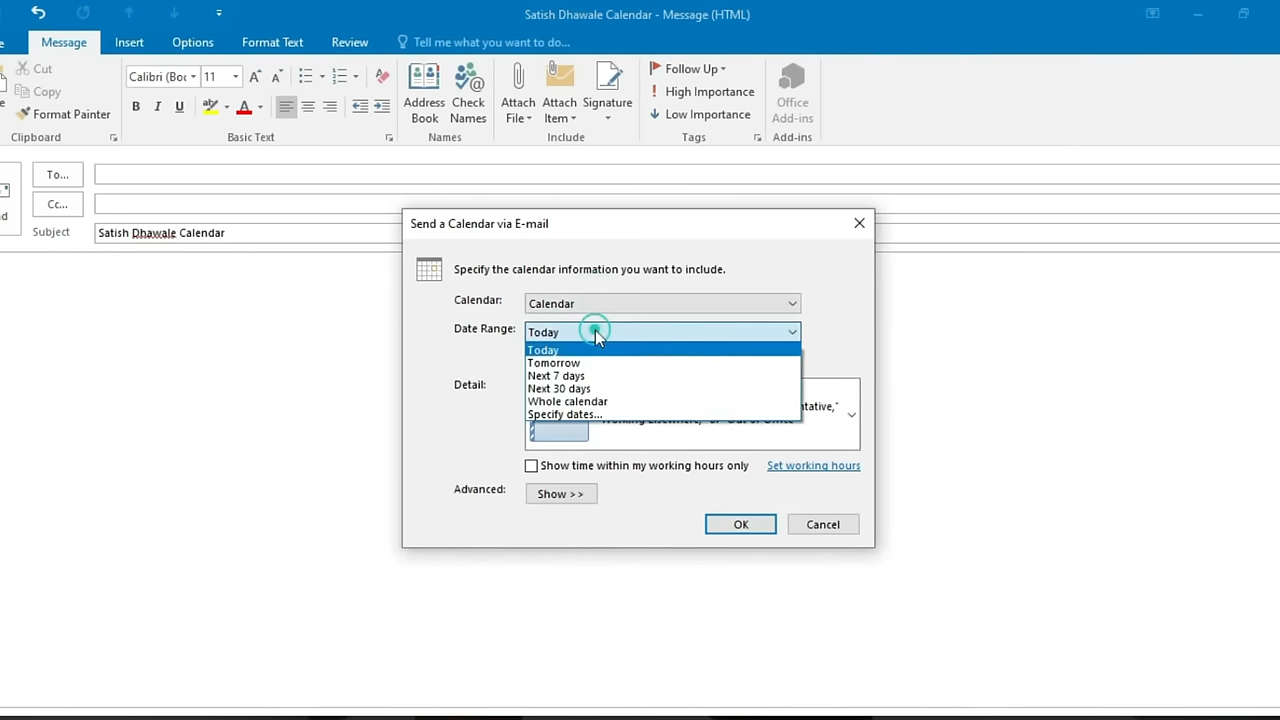 Satish Dhawale Calendar - Message (HTML)
Message Insert Options Format Text Review Tell me what you want to do...
Cut
Copy
Format Painter
Clipboard
Calibri (Boc 11
B I U A
Basic Text
Address Book
Check Names
Names
Attach File
Attach Item
Signature
Include
Follow Up
High Importance
Low Importance
Tags
Office Add-ins
Add-ins
To...
Cc...
Subject Satish Dhawale Calendar
Send a Calendar via E-mail
Specify the calendar information you want to include.
Calendar: Calendar
Date Range: Today
Today
Tomorrow
Next 7 days
Next 30 days
Whole calendar
Specify dates...
Detail:
ntative,"
Show time within my working hours only Set working hours
Advanced: Show >>
OK Cancel